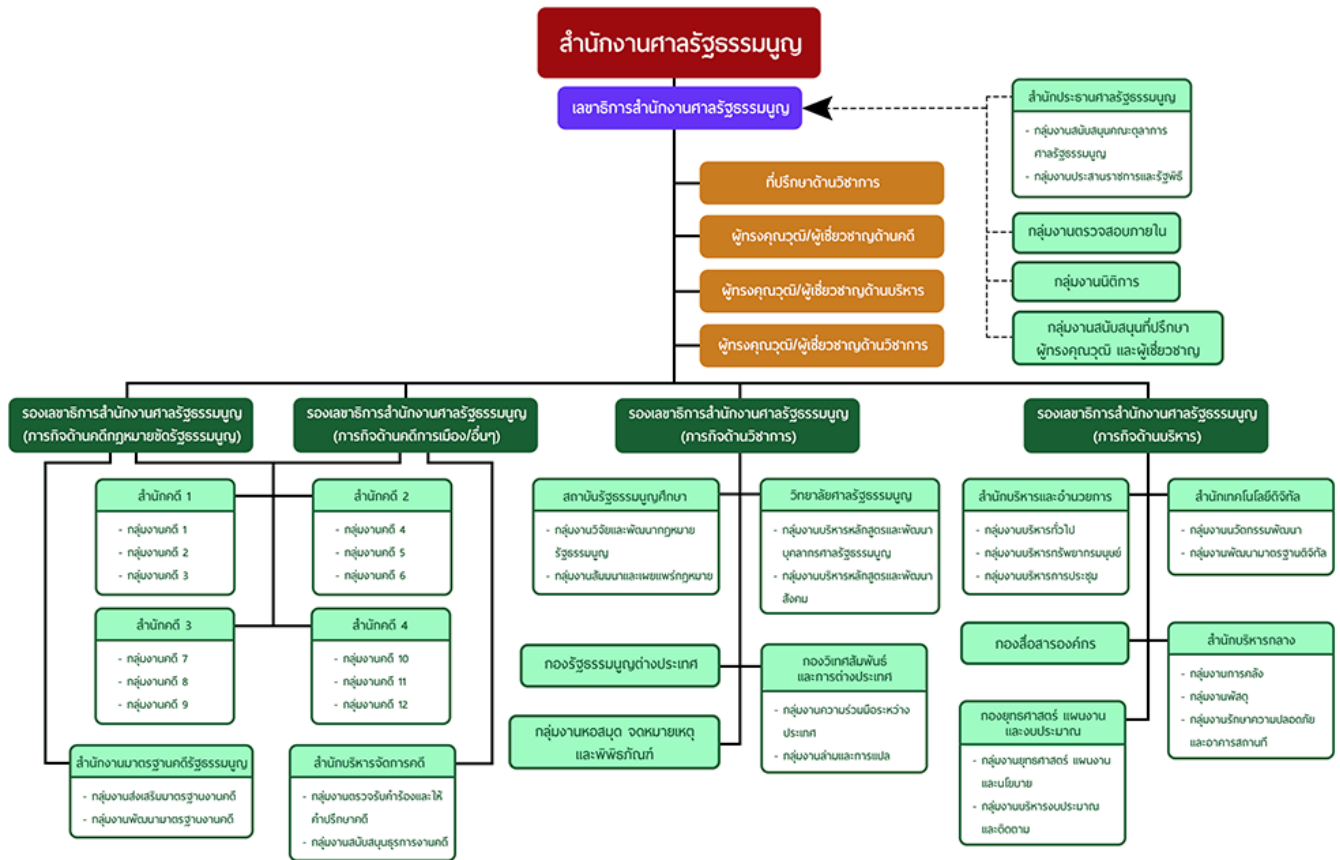 สำนักงานศาลรัฐธรรมนูญ
เลขาธิการสำนักงานศาลรัฐธรรมนูญ
สำนักประธานศาลรัฐธรรมนูญ
- กลุ่มงานสนับสนุนคณะตุลาการ
ศาลรัฐธรรมนูญ
- กลุ่มงานประสานราชการและรัฐพิธี
กลุ่มงานตรวจสอบภายใน
กลุ่มงานนิติการ
กลุ่มงานสนับสนุนที่ปรึกษา
ผู้ทรงคุณวุฒิ และผู้เชี่ยวชาญ
ที่ปรึกษาด้านวิชาการ
ผู้ทรงคุณวุฒิ/ผู้เชี่ยวชาญด้านคดี
ผู้ทรงคุณวุฒิ/ผู้เชี่ยวชาญด้านบริหาร
ผู้ทรงคุณวุฒิ/ผู้เชี่ยวชาญด้านวิชาการ
รองเลขาธิการสำนักงานศาลรัฐธรรมนูญ
(ภารกิจด้านคดีกฎหมายขัดรัฐธรรมนูญ)
รองเลขาธิการสำนักงานศาลรัฐธรรมนูญ
(ภารกิจด้านคดีการเมือง/อื่นๆ)
รองเลขาธิการสำนักงานศาลรัฐธรรมนูญ
(ภารกิจด้านวิชาการ)
รองเลขาธิการสำนักงานศาลรัฐธรรมนูญ
(ภารกิจด้านบริหาร)
สำนักคดี 1
- กลุ่มงานคดี 1
- กลุ่มงานคดี 2
- กลุ่มงานคดี 3
สำนักคดี 2
- กลุ่มงานคดี 4
- กลุ่มงานคดี 5
- กลุ่มงานคดี 6
สำนักคดี 3
- กลุ่มงานคดี 7
- กลุ่มงานคดี 8
- กลุ่มงานคดี 9
สำนักคดี 4
- กลุ่มงานคดี 10
- กลุ่มงานคดี 11
- กลุ่มงานคดี 12
สำนักงานมาตรฐานคดีรัฐธรรมนูญ
- กลุ่มงานส่งเสริมมาตรฐานงานคดี
- กลุ่มงานพัฒนามาตรฐานงานคดี
สำนักบริหารจัดการคดี
- กลุ่มงานตรวจรับคำร้องและให้
คำปรึกษาคดี
- กลุ่มงานสนับสนุนธุรการงานคดี
สถาบันรัฐธรรมนูญศึกษา
- กลุ่มงานวิจัยและพัฒนากฎหมาย
รัฐธรรมนูญ
- กลุ่มงานสัมมนาและเผยแพร่กฎหมาย
วิทยาลัยศาลรัฐธรรมนูญ
- กลุ่มงานบริหารหลักสูตรและพัฒนา
บุคลากรศาลรัฐธรรมนูญ
- กลุ่มงานบริหารหลักสูตรและพัฒนา
สังคม
กองรัฐธรรมนูญต่างประเทศ
กองวิเทศสัมพันธ์
และการต่างประเทศ
- กลุ่มงานความร่วมมือระหว่าง
ประเทศ
- กลุ่มงานล่ามและการแปล
กลุ่มงานหอสมุด จดหมายเหตุ
และพิพิธภัณฑ์
สำนักบริหารและอำนวยการ
- กลุ่มงานบริหารทั่วไป
- กลุ่มงานบริหารทรัพยากรมนุษย์
- กลุ่มงานบริหารการประชุม
สำนักเทคโนโลยีดิจิทัล
- กลุ่มงานนวัตกรรมพัฒนา
- กลุ่มงานพัฒนามาตรฐานดิจิทัล
กองสื่อสารองค์กร
สำนักบริหารกลาง
- กลุ่มงานการคลัง
- กลุ่มงานพัสดุ
- กลุ่มงานรักษาความปลอดภัย
และอาคารสถานที่
กองยุทธศาสตร์ แผนงาน
และงบประมาณ
- กลุ่มงานยุทธศาสตร์ แผนงาน
และนโยบาย
- กลุ่มงานบริหารงบประมาณ
และติดตาม